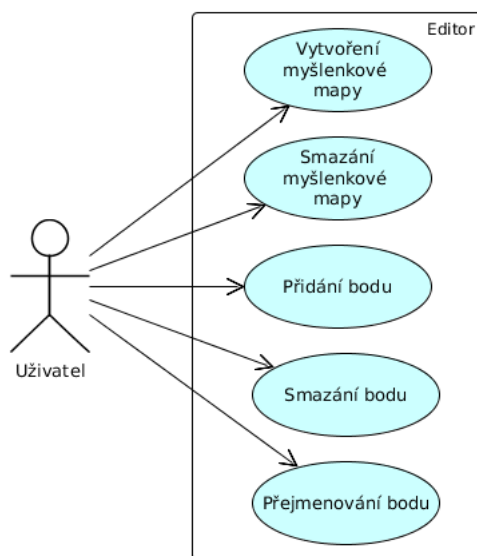 Editor
Vytvoření
myšlenkové
mapy
Smazání
myšlenkové
mapy
Přidání bodu
Uživatel
Smazání bodu
Přejmenování bodu